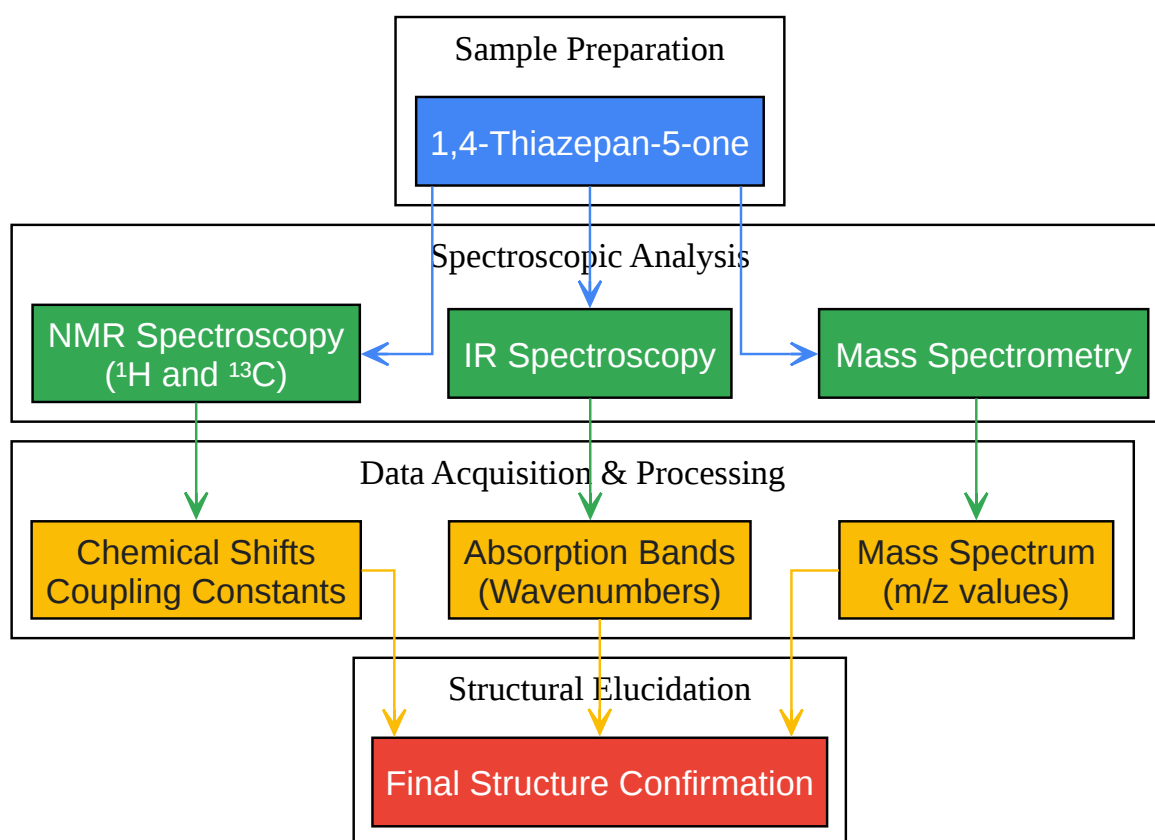 Sample Preparation
1,4-Thiazepan-5-one
Spectroscopic Analysis
NMR Spectroscopy
(¹H and ¹³C)
IR Spectroscopy
Mass Spectrometry
Data Acquisition & Processing
Chemical Shifts
Coupling Constants
Absorption Bands
(Wavenumbers)
Mass Spectrum
(m/z values)
Structural Elucidation
Final Structure Confirmation